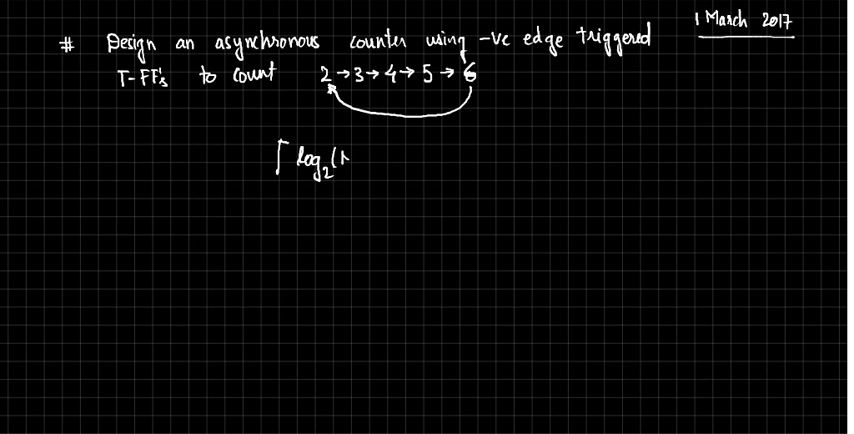 1 March 2017
# Design an asynchronous counter using -ve edge triggered
T-FF's to count 2→3→4→5→6
⌈log₂(